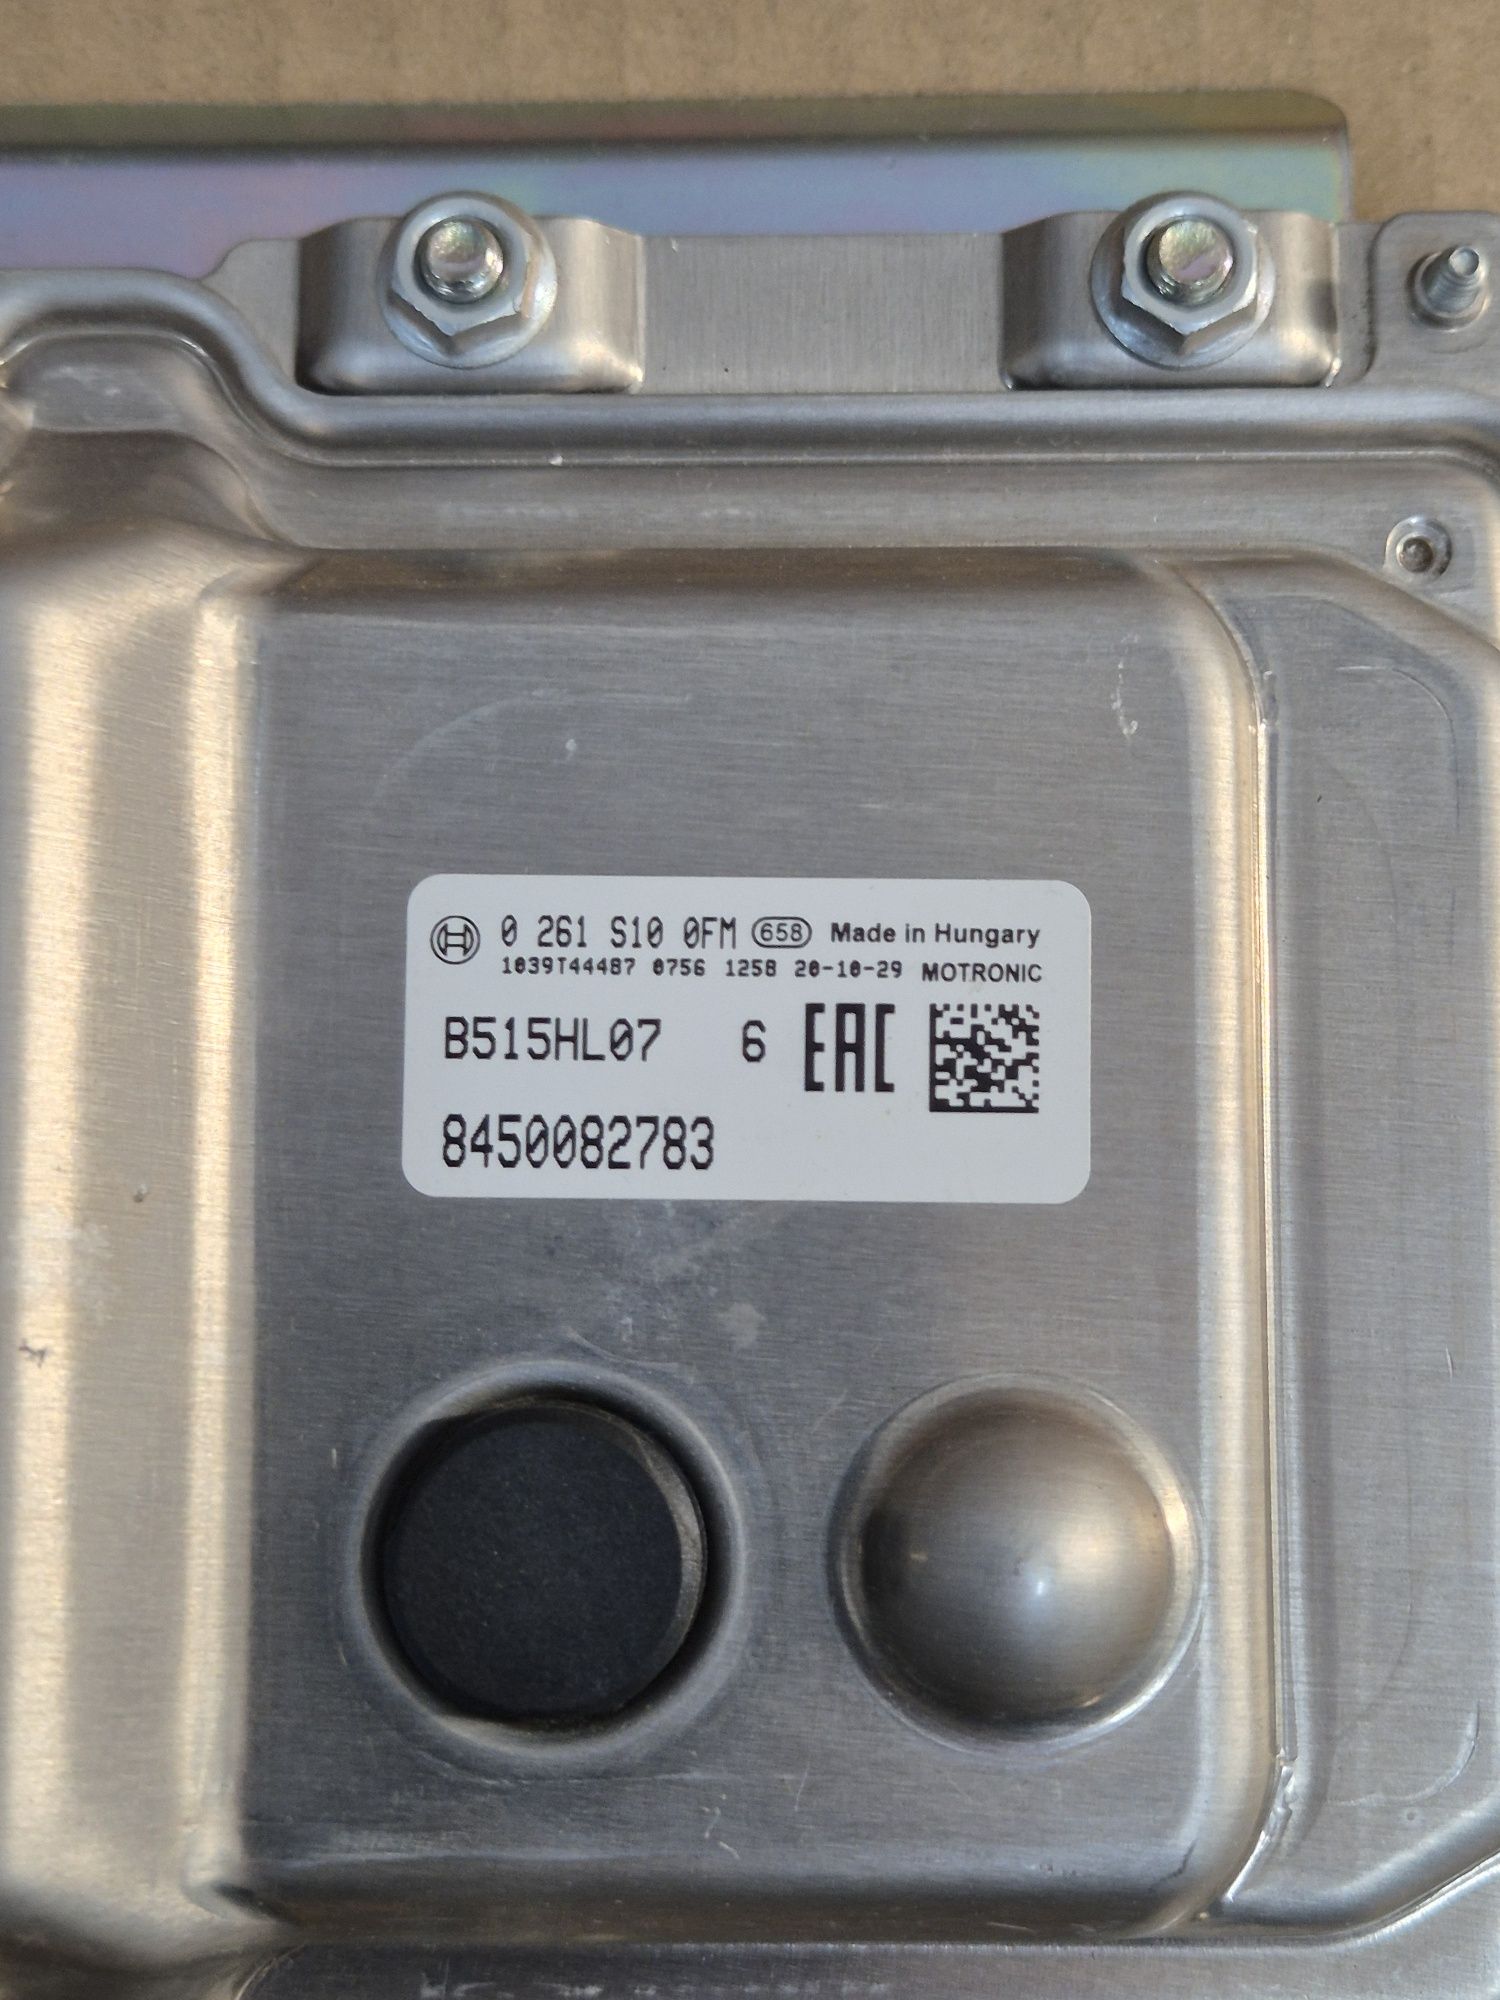 0 261 S10 0FM 658 Made in Hungary
1039T44487 0756 1258 20-10-29 MOTRONIC
B515HL07 6 EAC
8450082783